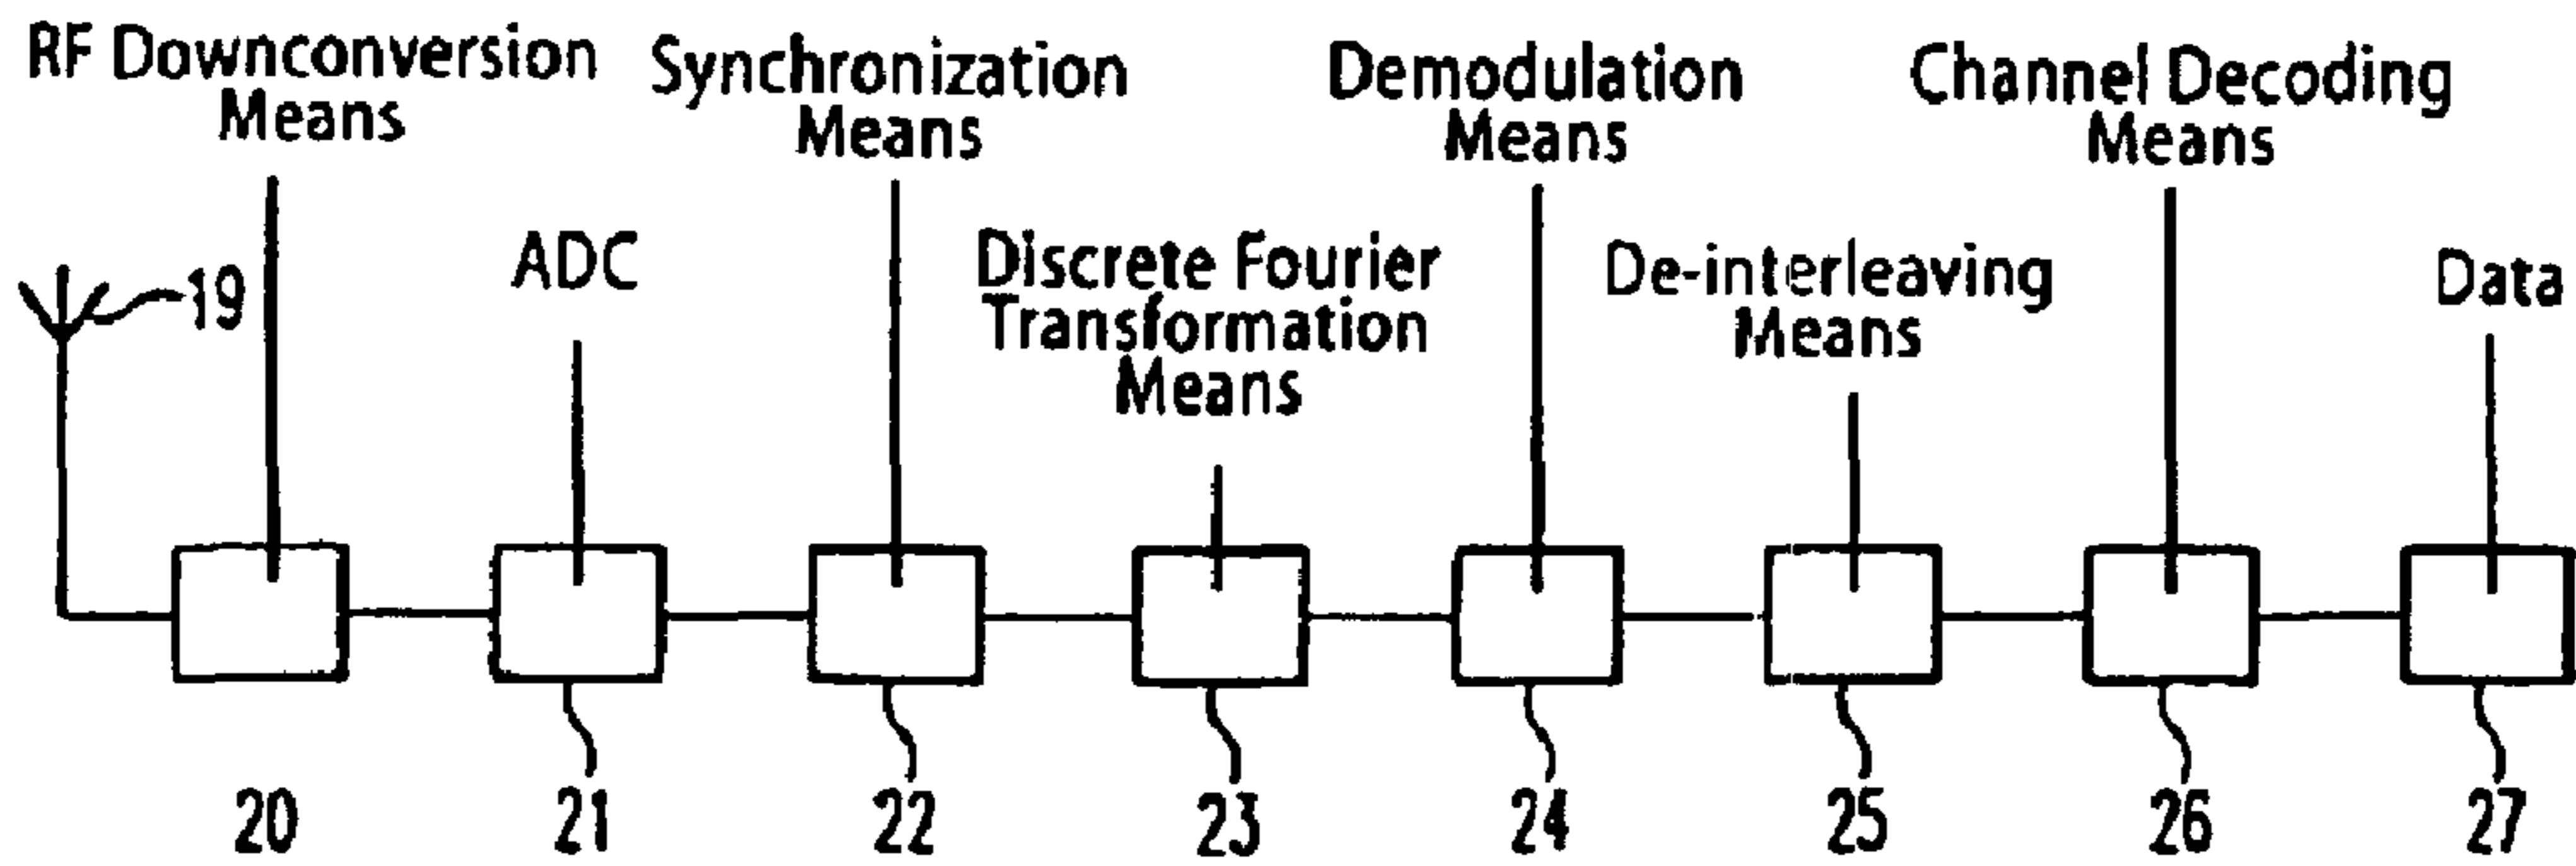 RF Downconversion
Means
Synchronization
Means
Demodulation
Means
Channel Decoding
Means
19
ADC
Discrete Fourier
Transformation
Means
De-interleaving
Means
Data
20
21
22
23
24
25
26
27